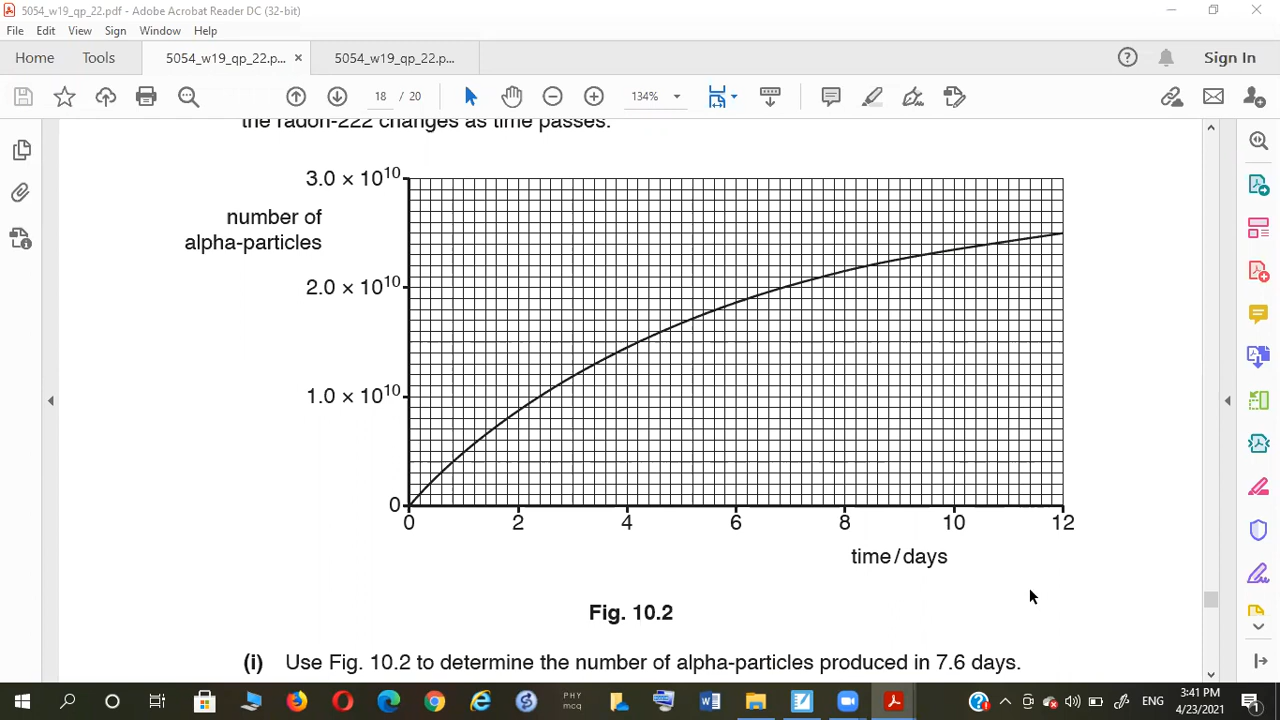 5054_w19_qp_22.pdf - Adobe Acrobat Reader DC (32-bit)
File Edit View Sign Window Help
Home Tools 5054_w19_qp_22.p... × 5054_w19_qp_22.p... Sign In
18 / 20 134%
the radon-222 changes as time passes.
3.0 × 10¹⁰
number of
alpha-particles
2.0 × 10¹⁰
1.0 × 10¹⁰
0
0 2 4 6 8 10 12
time / days
Fig. 10.2
(i) Use Fig. 10.2 to determine the number of alpha-particles produced in 7.6 days.
PHY
mcq
ENG
3:41 PM
4/23/2021